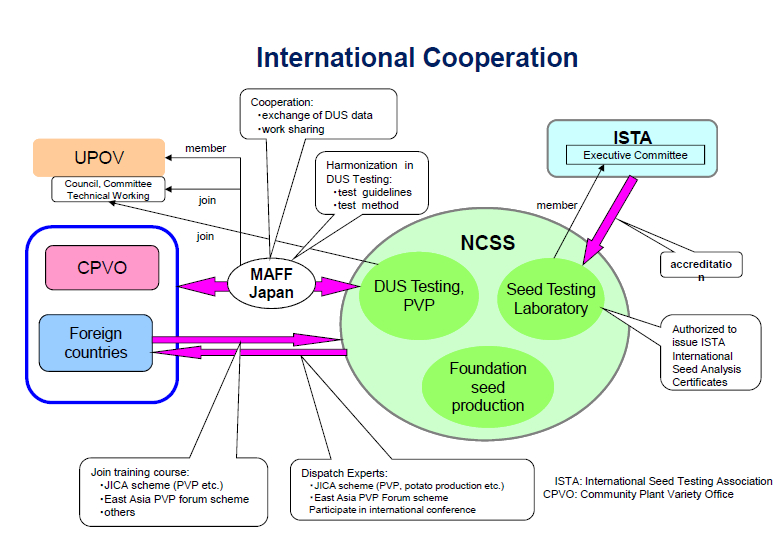 International Cooperation
Cooperation:
・exchange of DUS data
・work sharing
UPOV
member
Council, Committee
Technical Working
join
join
Harmonization in
DUS Testing:
・test guidelines
・test method
ISTA
Executive Committee
member
accreditatio
n
NCSS
CPVO
MAFF
Japan
DUS Testing,
PVP
Seed Testing
Laboratory
Foreign
countries
Authorized to
issue ISTA
International
Seed Analysis
Certificates
Foundation
seed
production
Join training course:
・JICA scheme (PVP etc.)
・East Asia PVP forum scheme
・others
Dispatch Experts:
・JICA scheme (PVP, potato production etc.)
・East Asia PVP Forum scheme
Participate in international conference
ISTA: International Seed Testing Association
CPVO: Community Plant Variety Office